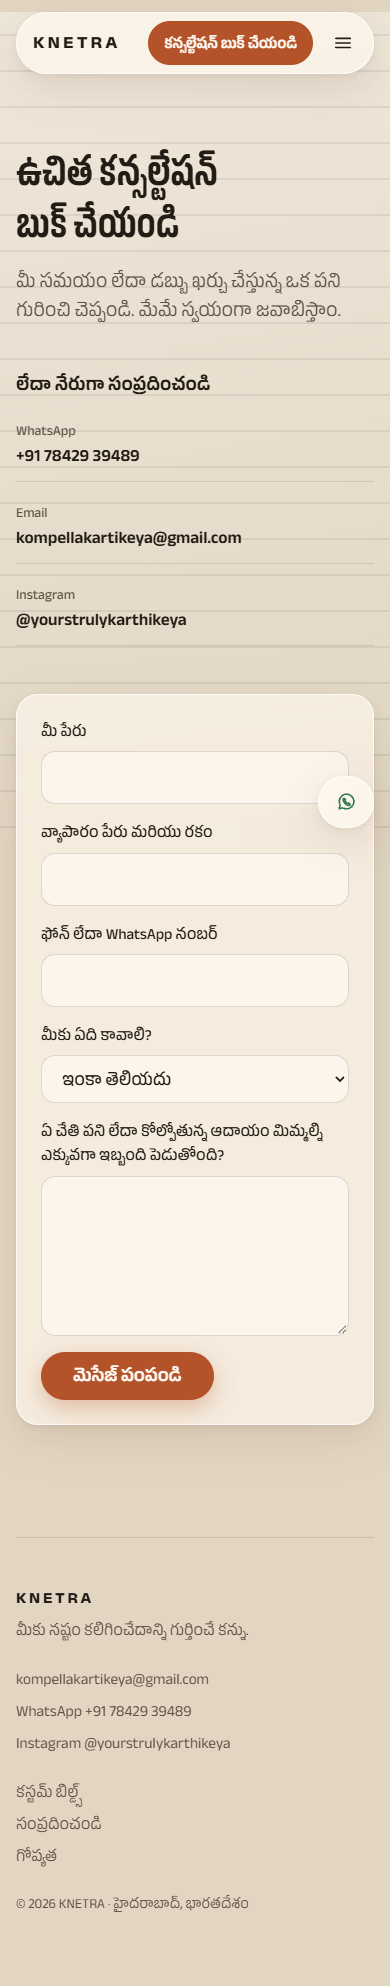 KNETRA
కన్సల్టేషన్ బుక్ చేయండి
ఉచిత కన్సల్టేషన్
బుక్ చేయండి
మీ సమయం లేదా డబ్బు ఖర్చు చేస్తున్న ఒక పని
గురించి చెప్పండి. మేమే స్వయంగా జవాబిస్తాం.
లేదా నేరుగా సంప్రదించండి
WhatsApp
+91 78429 39489
Email
kompellakartikeya@gmail.com
Instagram
@yourstrulykarthikeya
మీ పేరు
వ్యాపారం పేరు మరియు రకం
ఫోన్ లేదా WhatsApp నంబర్
మీకు ఏది కావాలి?
ఇంకా తెలియదు
ఏ చేతి పని లేదా కోల్పోతున్న ఆదాయం మిమ్మల్ని
ఎక్కువగా ఇబ్బంది పెడుతోంది?
మెసేజ్ పంపండి
KNETRA
మీకు నష్టం కలిగించేదాన్ని గుర్తించే కన్ను.
kompellakartikeya@gmail.com
WhatsApp +91 78429 39489
Instagram @yourstrulykarthikeya
కస్టమ్ బిల్డ్స్
సంప్రదించండి
గోప్యత
© 2026 KNETRA · హైదరాబాద్, భారతదేశం